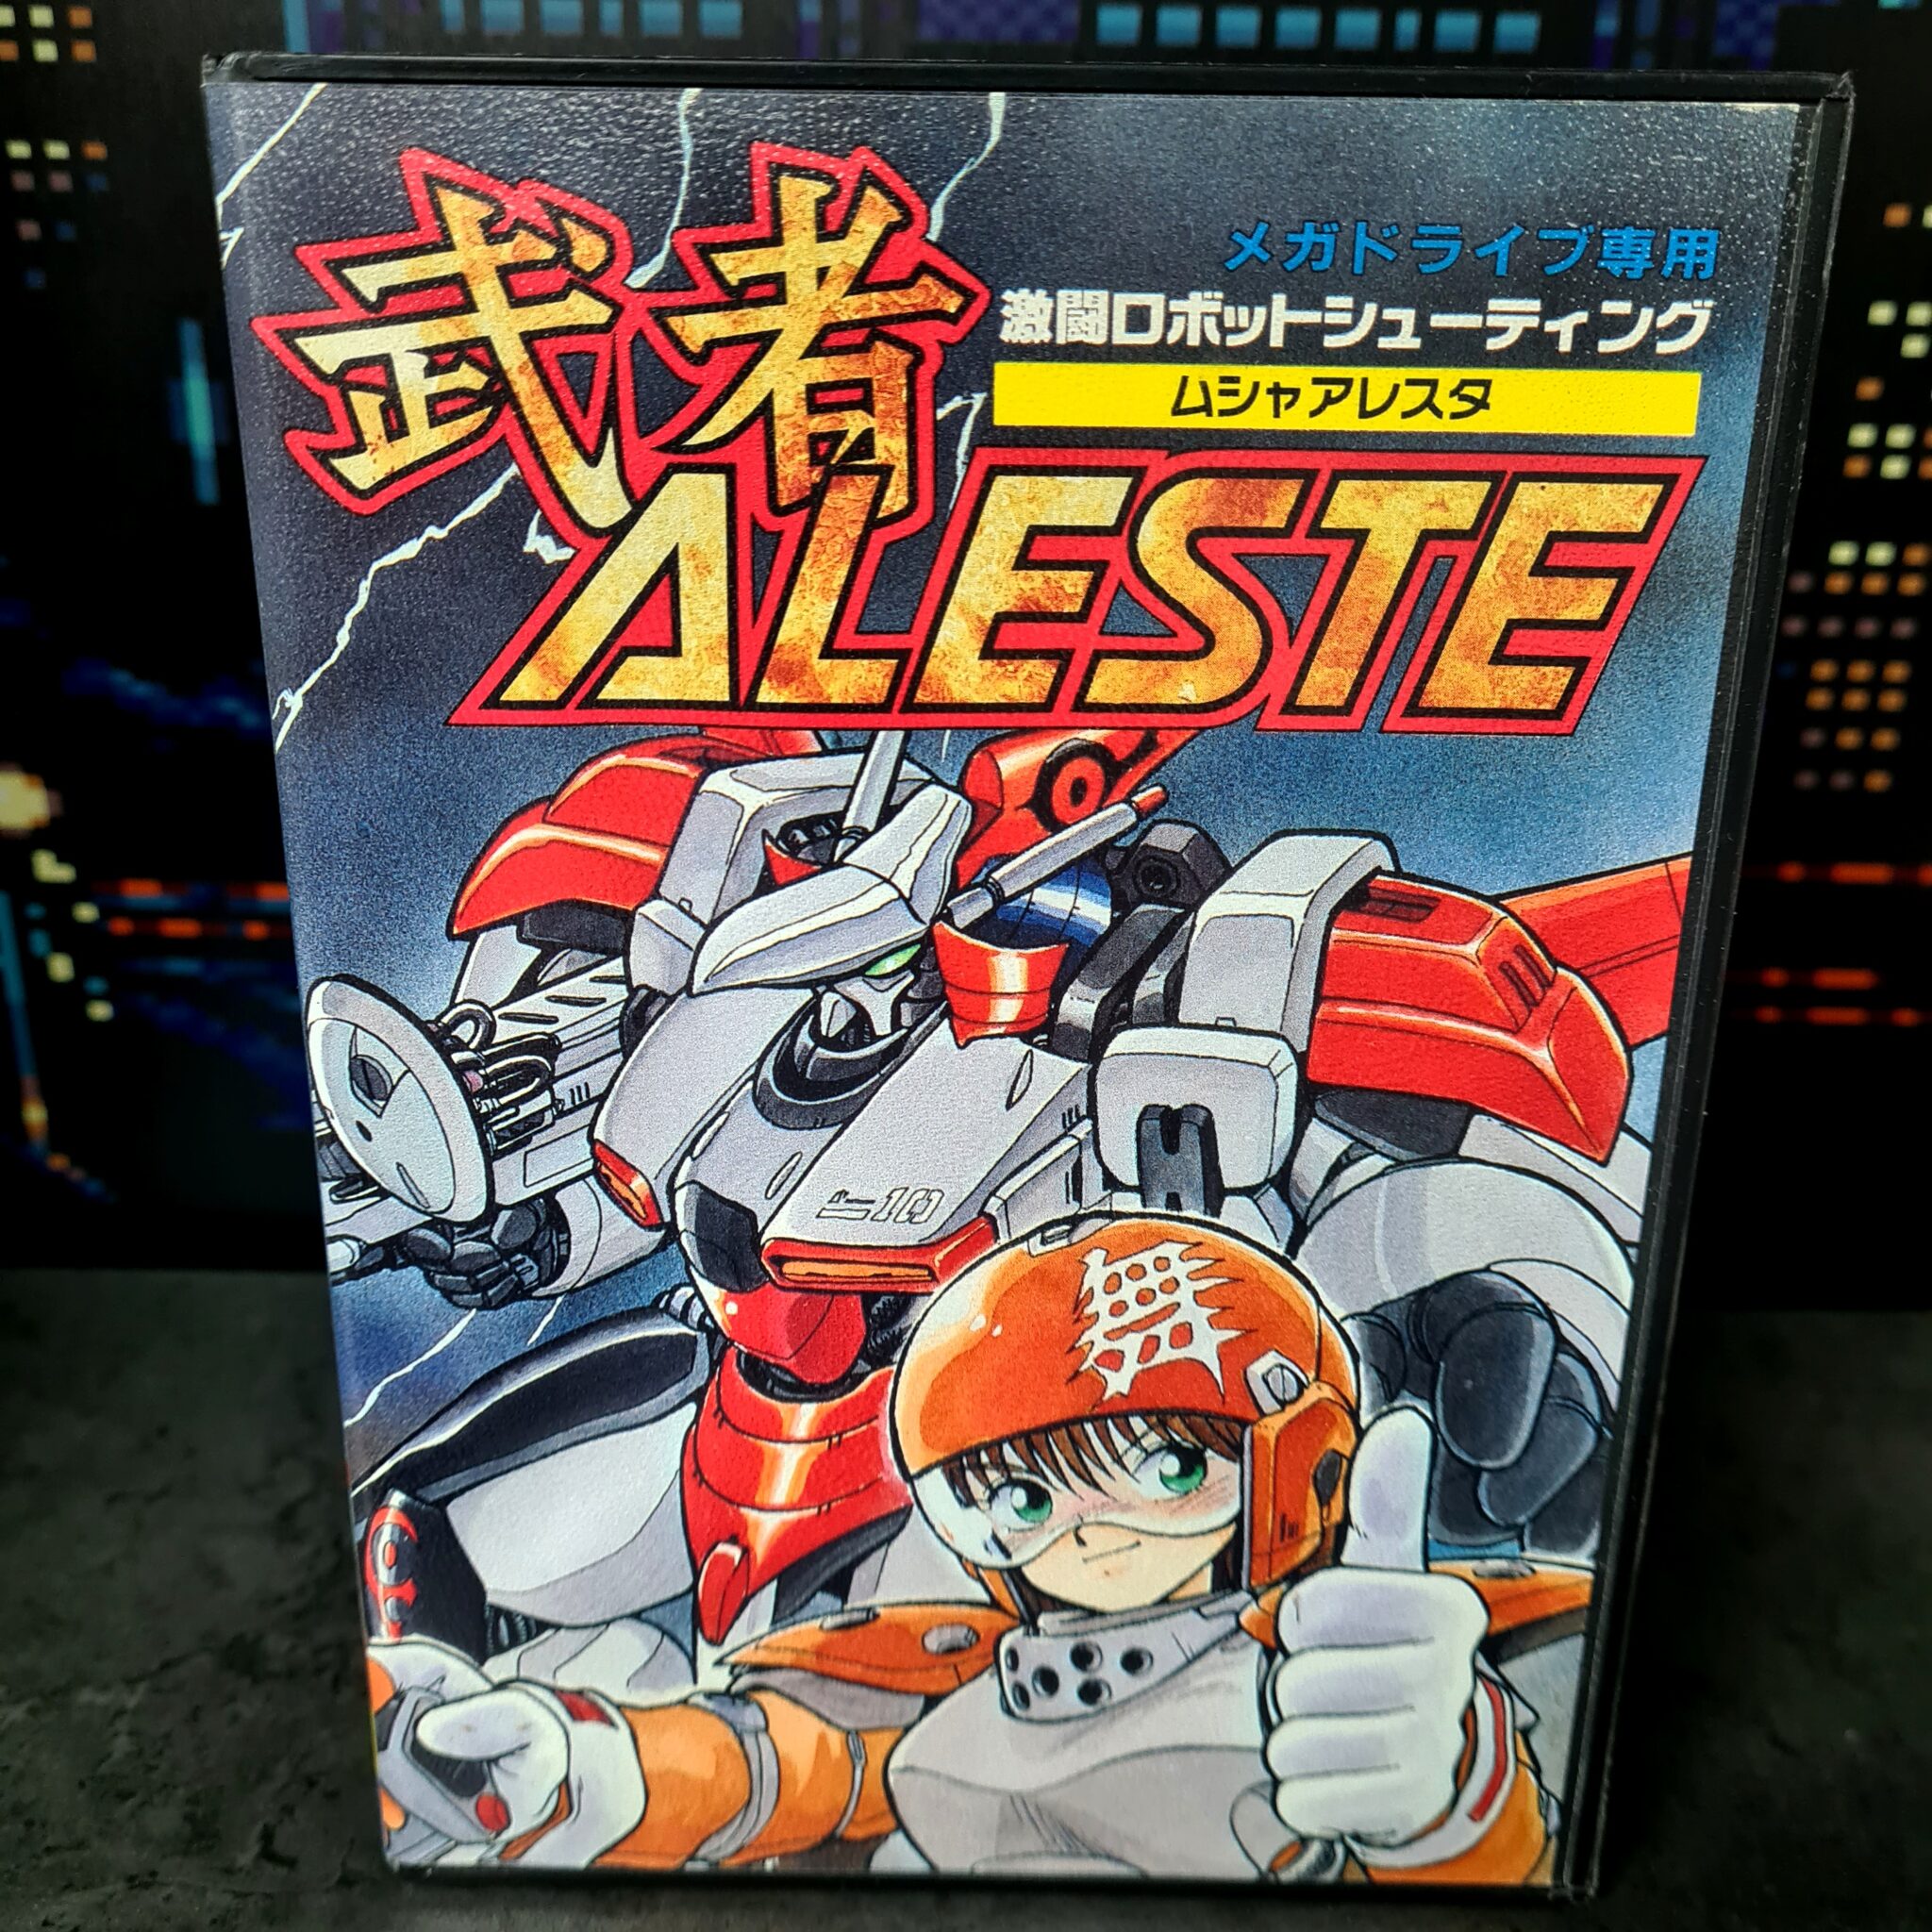 武者
メガドライブ専用
激闘ロボットシューティング
ムシャアレスタ
ALESTE
10
舞